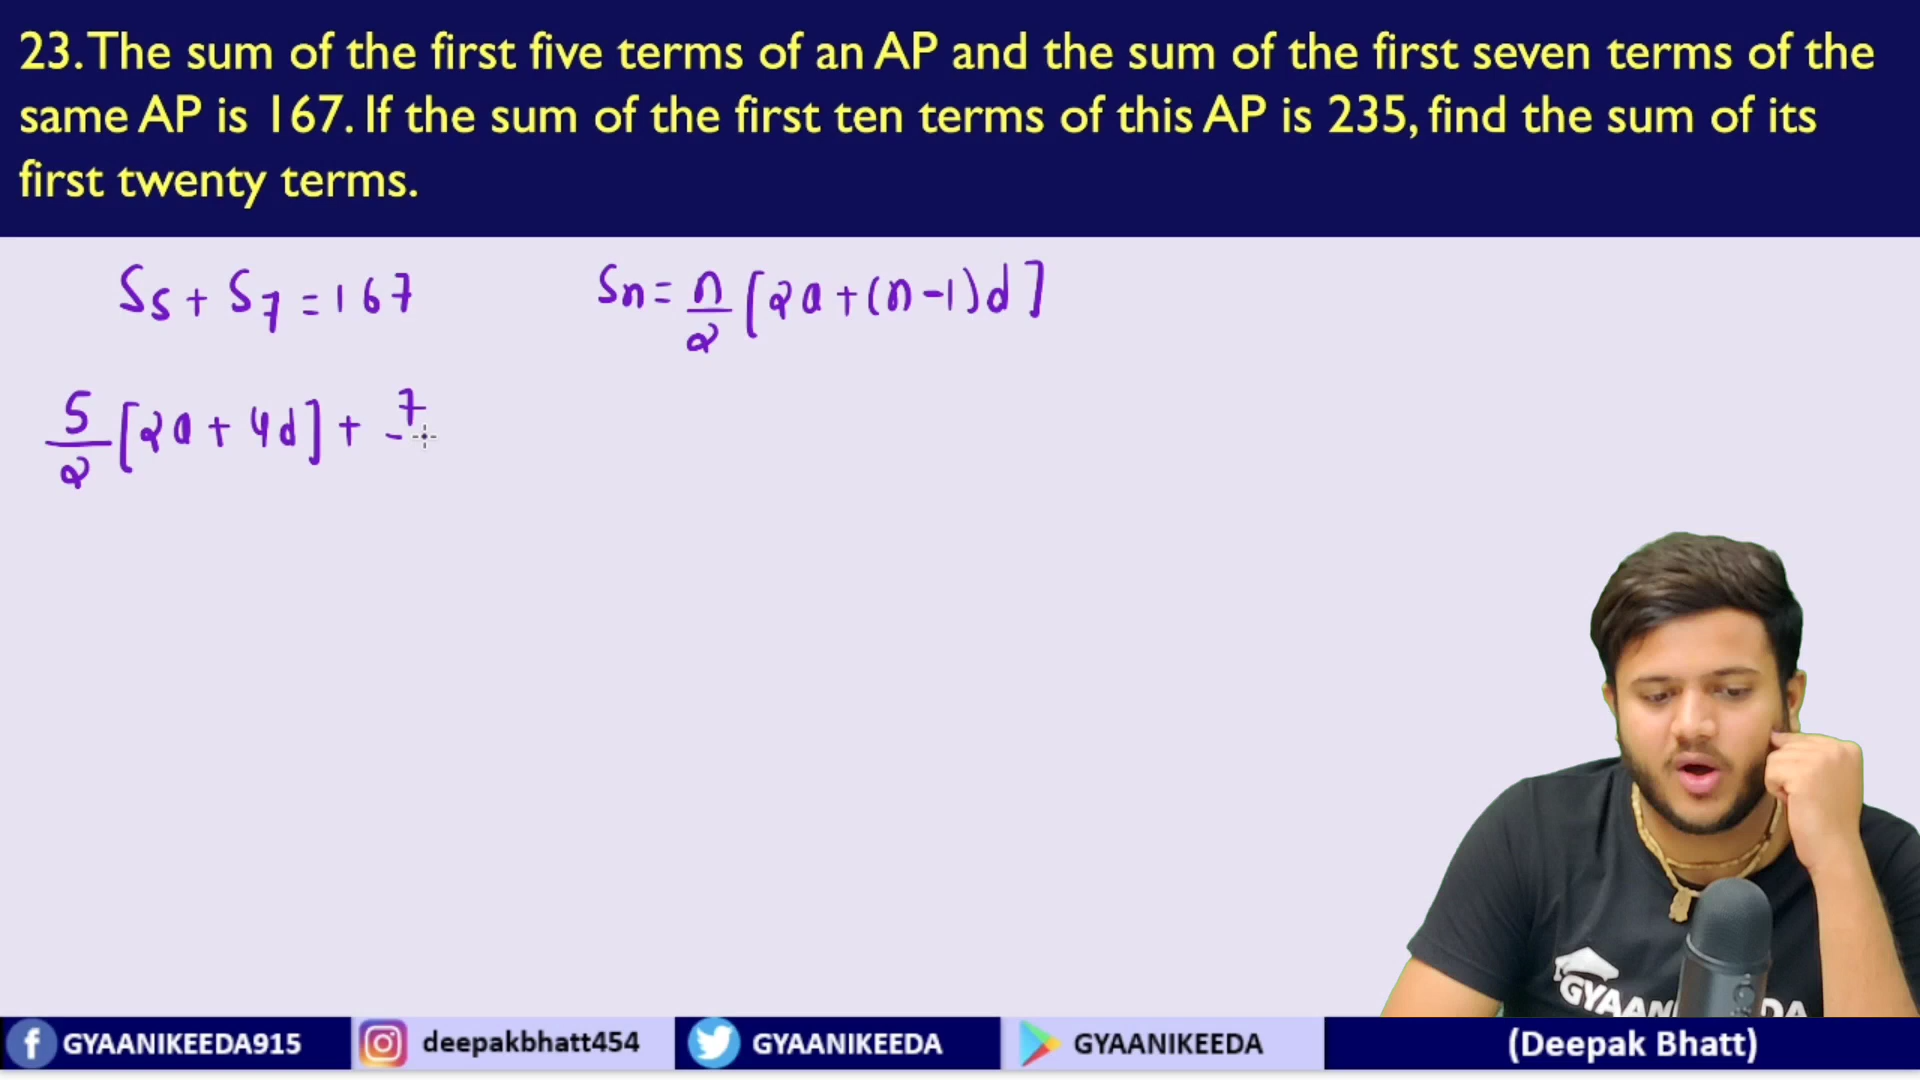 23. The sum of the first five terms of an AP and the sum of the first seven terms of the
same AP is 167. If the sum of the first ten terms of this AP is 235, find the sum of its
first twenty terms.
S5 + S7 = 167
Sn = n/2 [2a + (n-1)d]
5/2 [2a + 4d] + 7
GYAANIKEEDA
GYAANIKEEDA915
deepakbhatt454
GYAANIKEEDA
GYAANIKEEDA
(Deepak Bhatt)